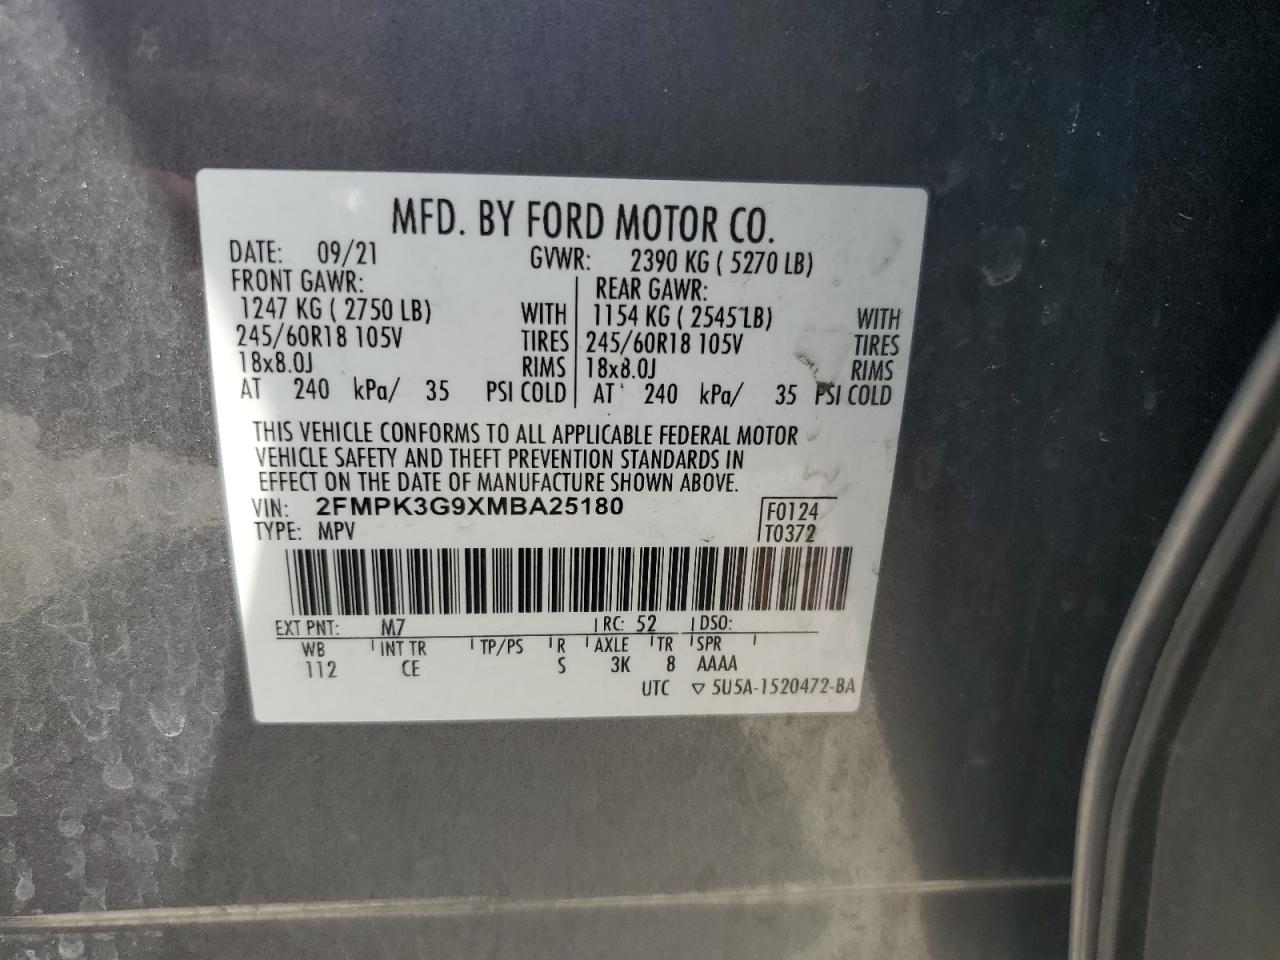 MFD. BY FORD MOTOR CO.
DATE: 09/21 GVWR: 2390 KG ( 5270 LB)
FRONT GAWR: REAR GAWR:
1247 KG ( 2750 LB) WITH 1154 KG ( 2545 LB) WITH
245/60R18 105V TIRES 245/60R18 105V TIRES
18x8.0J RIMS 18x8.0J RIMS
AT 240 kPa/ 35 PSI COLD AT 240 kPa/ 35 PSI COLD
THIS VEHICLE CONFORMS TO ALL APPLICABLE FEDERAL MOTOR
VEHICLE SAFETY AND THEFT PREVENTION STANDARDS IN
EFFECT ON THE DATE OF MANUFACTURE SHOWN ABOVE.
VIN: 2FMPK3G9XMBA25180 F0124
TYPE: MPV T0372
EXT PNT: M7 RC: 52 DSO:
WB INT TR TP/PS R AXLE TR SPR
112 CE S 3K 8 AAAA
UTC ▽ 5U5A-1520472-BA